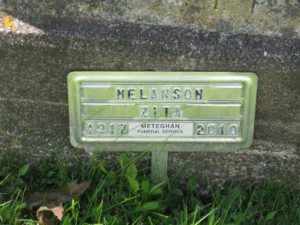 MELANSON
ZITA
1917 METEGHAN 2010
FUNERAL SERVICE